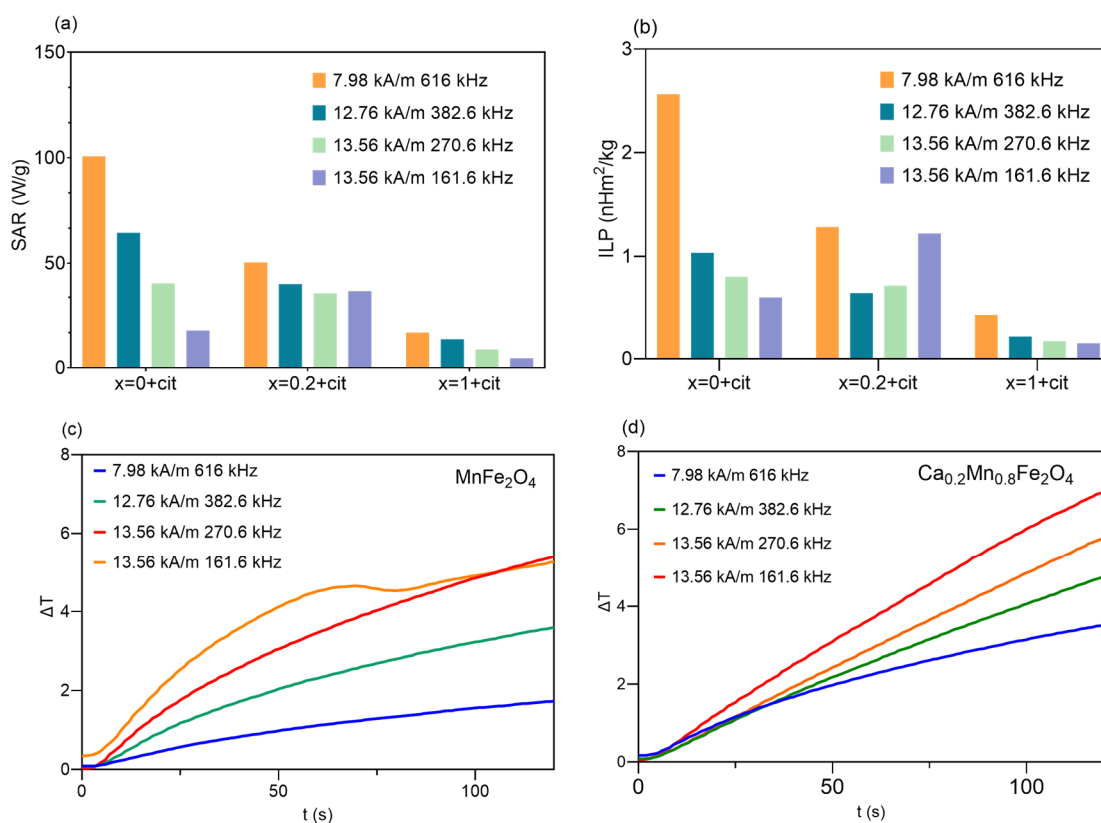 (a)
150
100
50
0
SAR (W/g)
7.98 kA/m 616 kHz
12.76 kA/m 382.6 kHz
13.56 kA/m 270.6 kHz
13.56 kA/m 161.6 kHz
x=0+cit
x=0.2+cit
x=1+cit
(b)
3
2
1
0
ILP (nHm²/kg)
7.98 kA/m 616 kHz
12.76 kA/m 382.6 kHz
13.56 kA/m 270.6 kHz
13.56 kA/m 161.6 kHz
x=0+cit
x=0.2+cit
x=1+cit
(c)
8
6
4
2
0
ΔT
7.98 kA/m 616 kHz
12.76 kA/m 382.6 kHz
13.56 kA/m 270.6 kHz
13.56 kA/m 161.6 kHz
MnFe₂O₄
0
50
100
t (s)
(d)
8
6
4
2
0
ΔT
7.98 kA/m 616 kHz
12.76 kA/m 382.6 kHz
13.56 kA/m 270.6 kHz
13.56 kA/m 161.6 kHz
Ca₀.₂Mn₀.₈Fe₂O₄
0
50
100
t (s)